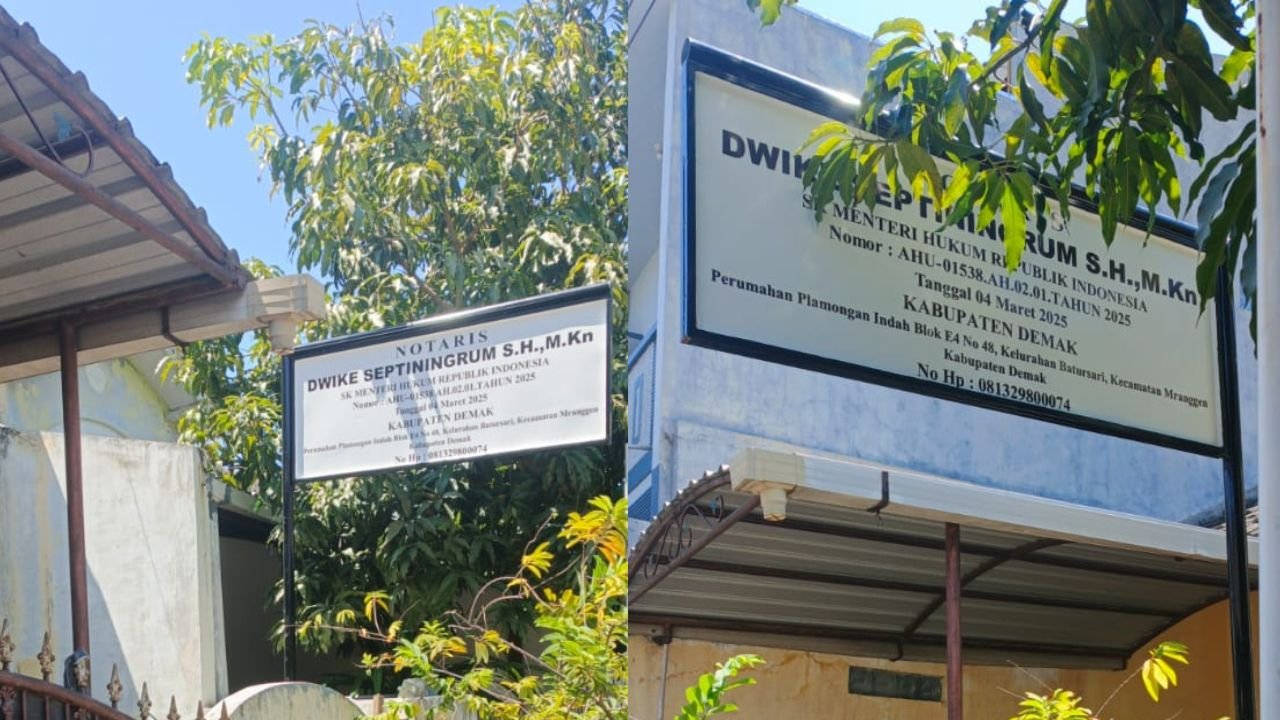 NOTARIS
DWIKE SEPTININGRUM S.H.,M.Kn
SK MENTERI HUKUM REPUBLIK INDONESIA
Nomor : AHU-01538.AH.02.01.TAHUN 2025
Tanggal 04 Maret 2025
KABUPATEN DEMAK
Perumahan Plamongan Indah Blok E4 No 48, Kelurahan Batursari, Kecamatan Mranggen
Kabupaten Demak
No Hp : 081329800074
SEPTININGRUM S.H.,M.Kn
SK MENTERI HUKUM REPUBLIK INDONESIA
Nomor : AHU-01538.AH.02.01.TAHUN 2025
Tanggal 04 Maret 2025
KABUPATEN DEMAK
Perumahan Plamongan Indah Blok E4 No 48, Kelurahan Batursari, Kecamatan Mranggen
Kabupaten Demak
No Hp : 081329800074